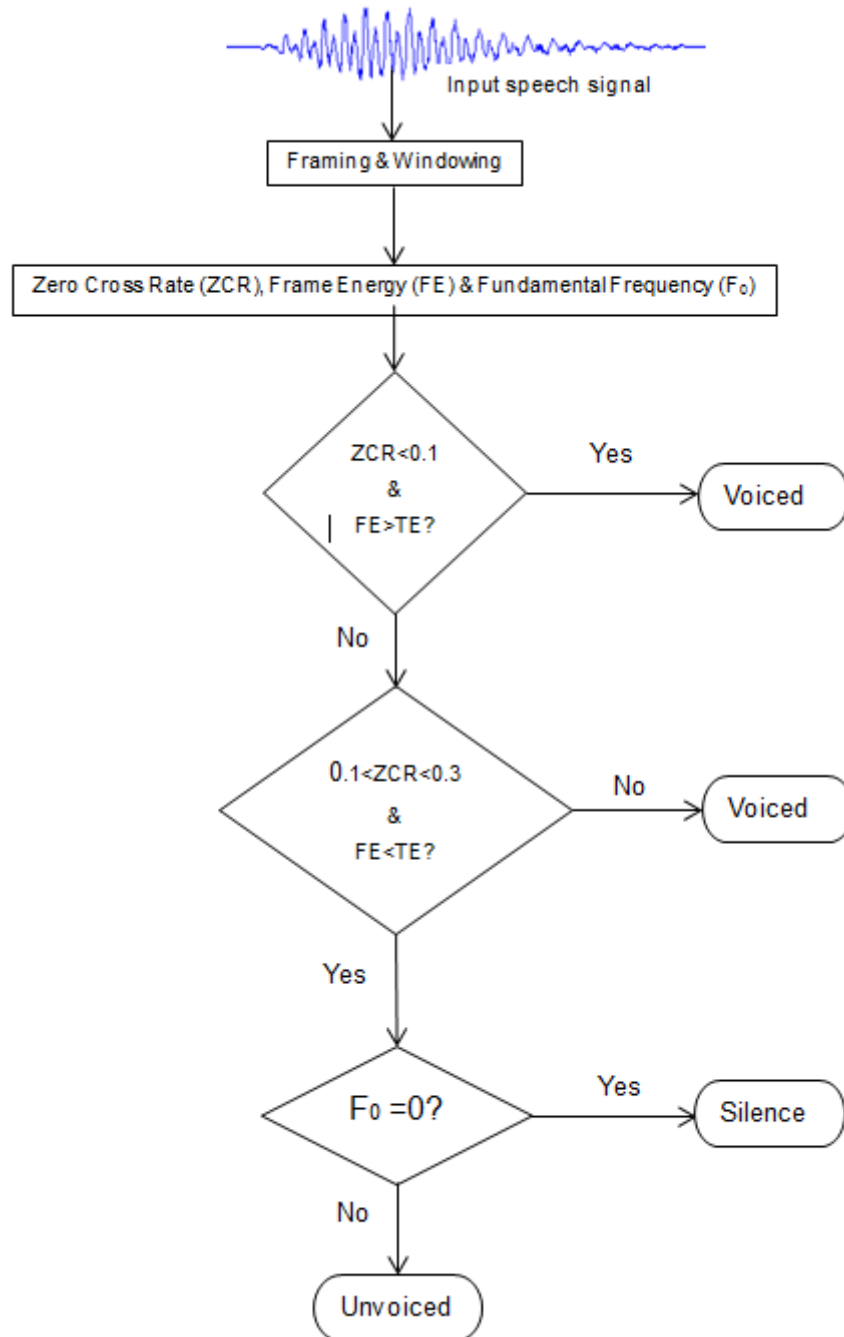 Input speech signal
Framing & Windowing
Zero Cross Rate (ZCR), Frame Energy (FE) & Fundamental Frequency (F₀)
ZCR<0.1
&
FE>TE?
Yes
Voiced
No
0.1<ZCR<0.3
&
FE<TE?
No
Voiced
Yes
F₀ =0?
Yes
Silence
No
Unvoiced